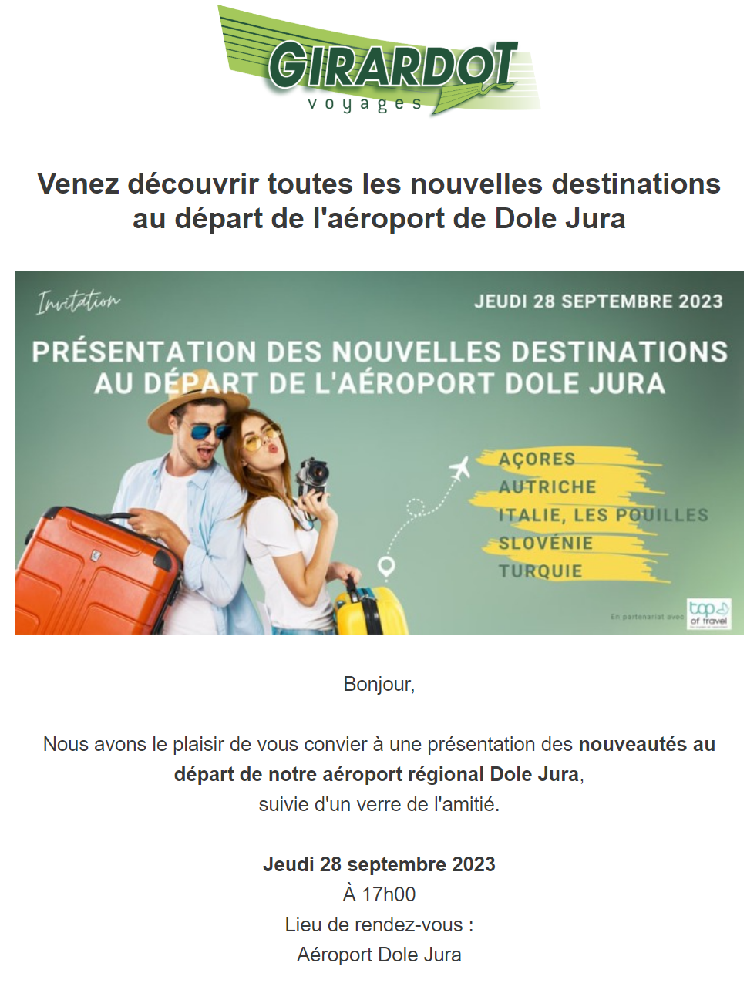 GIRARDOT
voyages
Venez découvrir toutes les nouvelles destinations
au départ de l'aéroport de Dole Jura
Invitation
JEUDI 28 SEPTEMBRE 2023
PRÉSENTATION DES NOUVELLES DESTINATIONS
AU DÉPART DE L'AÉROPORT DOLE JURA
AÇORES
AUTRICHE
ITALIE, LES POUILLES
SLOVÉNIE
TURQUIE
En partenariat avec
top
of travel
Bonjour,
Nous avons le plaisir de vous convier à une présentation des nouveautés au
départ de notre aéroport régional Dole Jura,
suivie d'un verre de l'amitié.
Jeudi 28 septembre 2023
À 17h00
Lieu de rendez-vous :
Aéroport Dole Jura